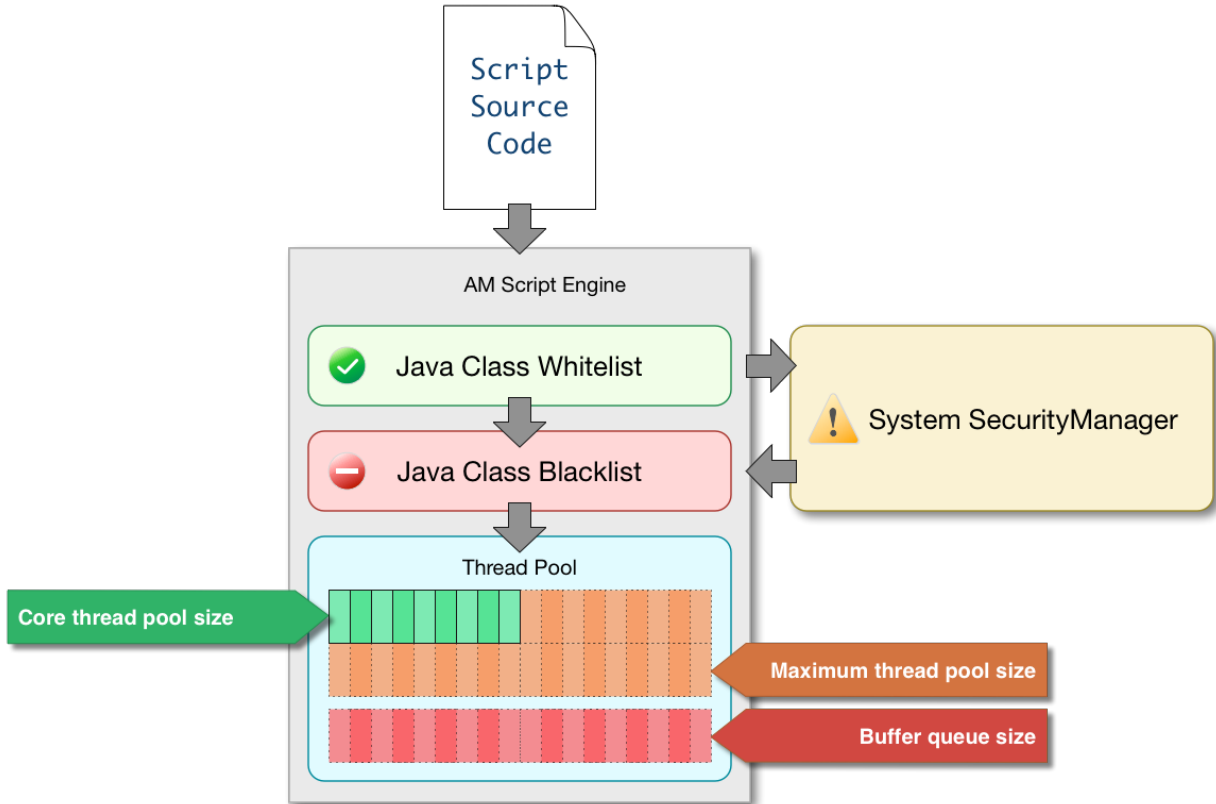 Script
Source
Code
AM Script Engine
Java Class Whitelist
System SecurityManager
Java Class Blacklist
Thread Pool
Core thread pool size
Maximum thread pool size
Buffer queue size